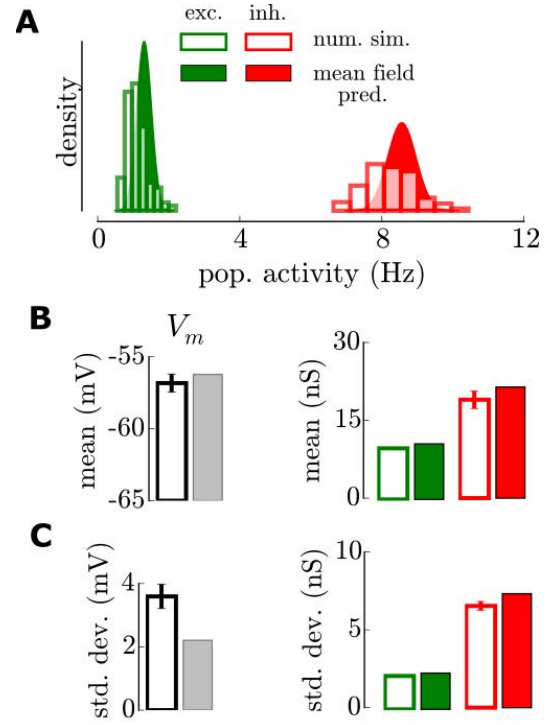 A
exc.
inh.
num. sim.
mean field
pred.
density
0
4
8
12
pop. activity (Hz)
B
V_m
mean (mV)
-55
-60
-65
mean (nS)
30
15
0
C
std. dev. (mV)
4
2
0
std. dev. (nS)
10
5
0